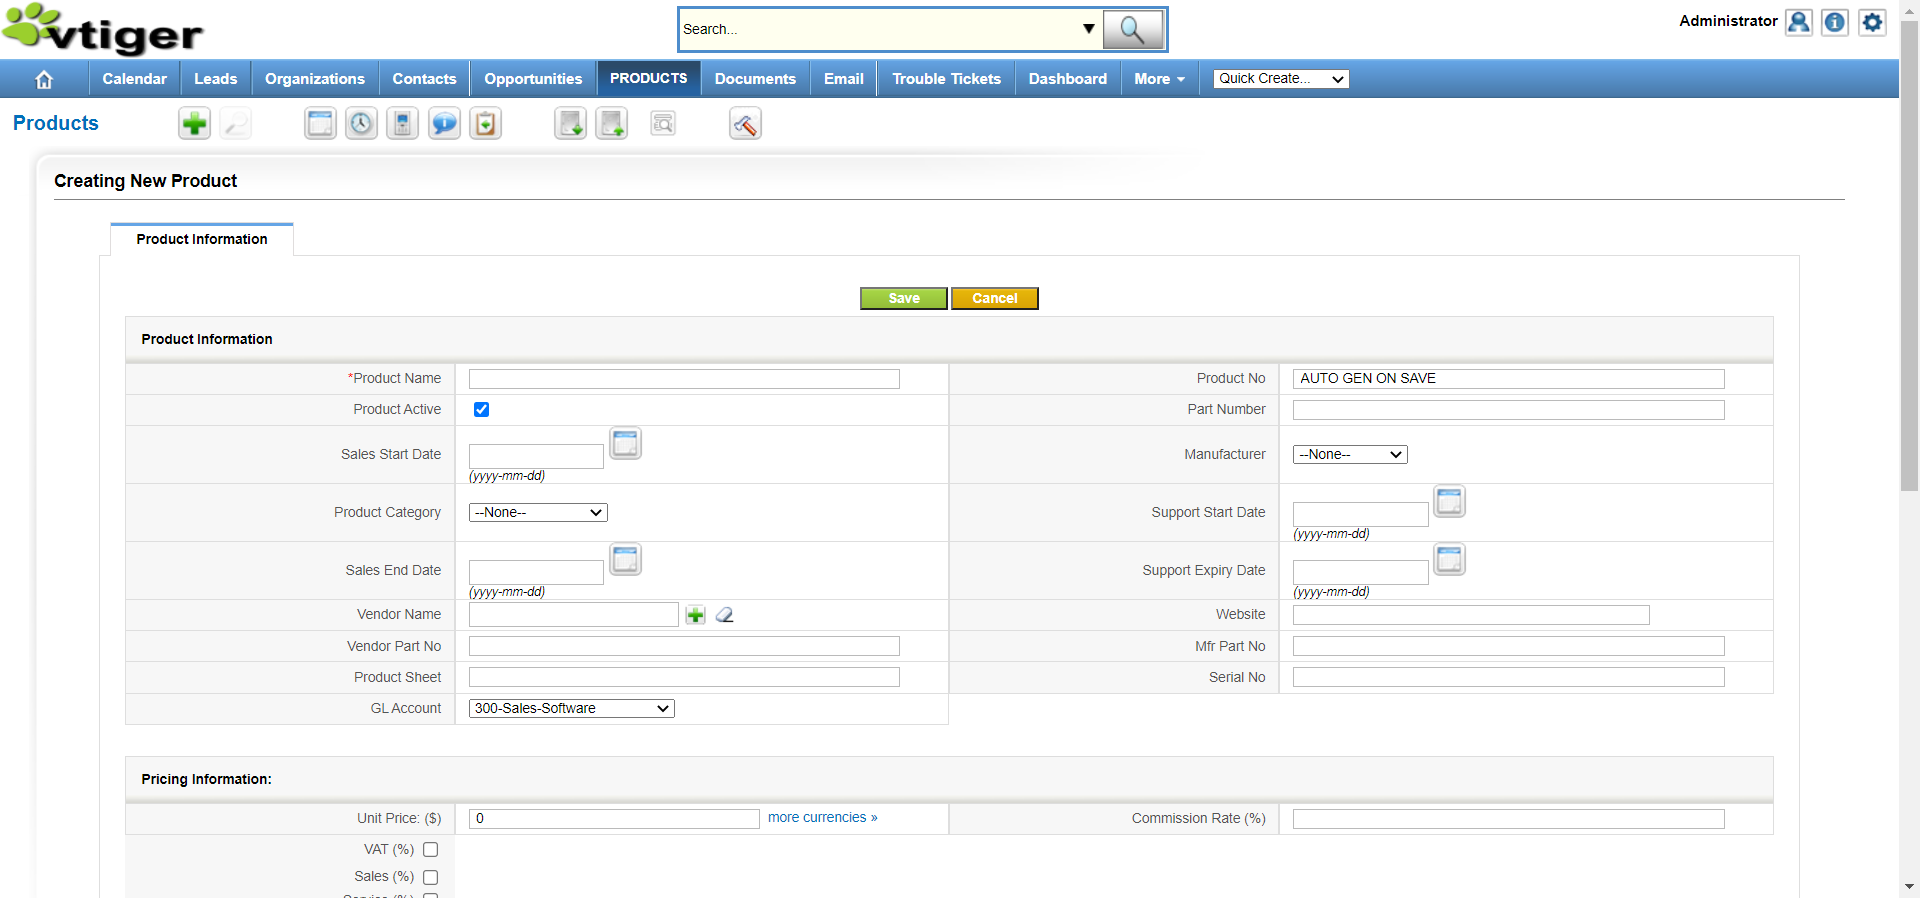 vtiger
Search...
Administrator
Calendar Leads Organizations Contacts Opportunities PRODUCTS Documents Email Trouble Tickets Dashboard More Quick Create...
Products
Creating New Product
Product Information
Save Cancel
Product Information
*Product Name Product No AUTO GEN ON SAVE
Product Active Part Number
Sales Start Date (yyyy-mm-dd) Manufacturer --None--
Product Category --None-- Support Start Date (yyyy-mm-dd)
Sales End Date (yyyy-mm-dd) Support Expiry Date (yyyy-mm-dd)
Vendor Name Website
Vendor Part No Mfr Part No
Product Sheet Serial No
GL Account 300-Sales-Software
Pricing Information:
Unit Price: ($) 0 more currencies » Commission Rate (%)
VAT (%)
Sales (%)
Service (%)